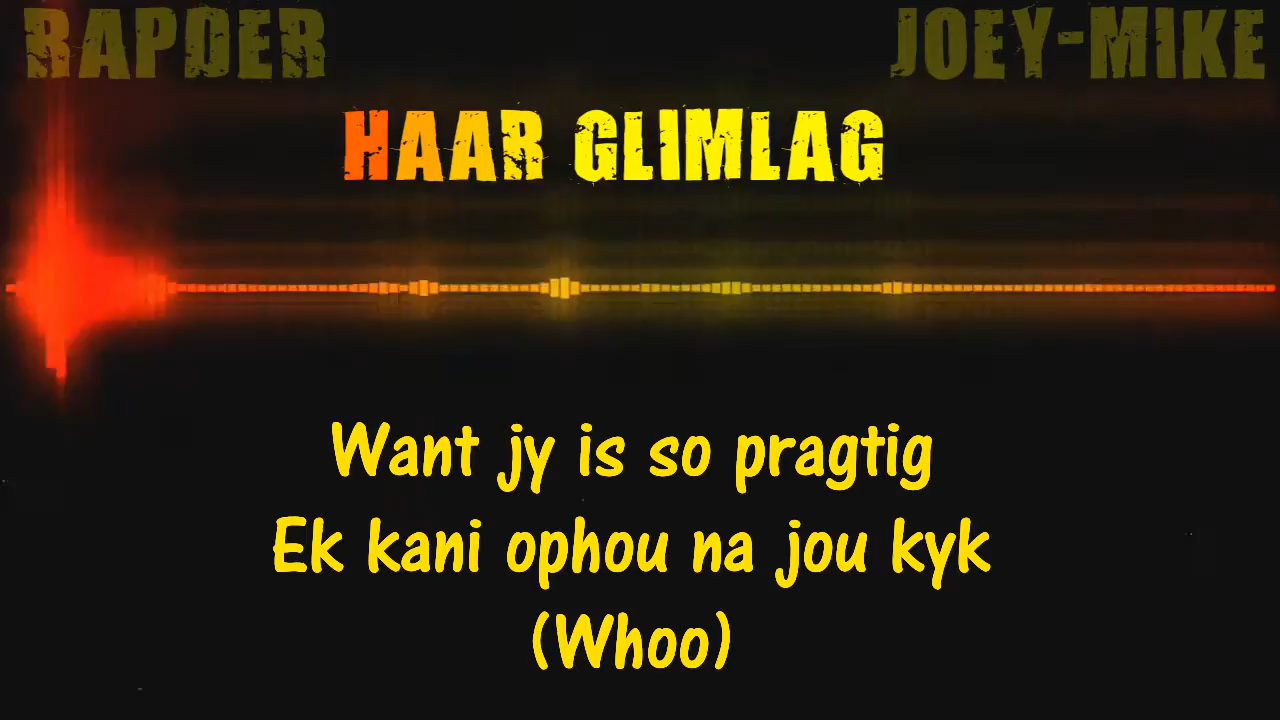 RAPDER
JOEY-MIKE
HAAR GLIMLAG
Want jy is so pragtig
Ek kani ophou na jou kyk
(Whoo)